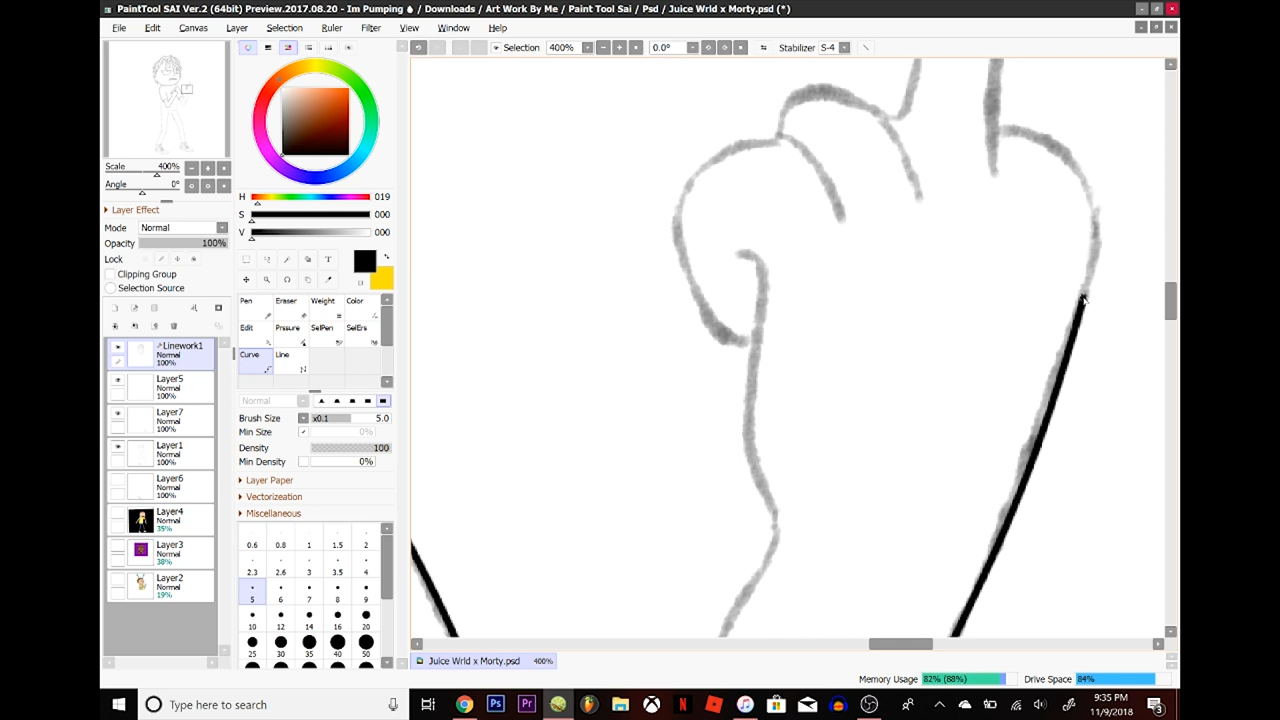 PaintTool SAI Ver.2 (64bit) Preview.2017.08.20 - Im Pumping 💧 / Downloads / Art Work By Me / Paint Tool Sai / Psd / Juice Wrld x Morty.psd (*)
File Edit Canvas Layer Selection Ruler Filter View Window Help
Selection 400% 0.0° Stabilizer S-4
Scale 400%
Angle 0°
Layer Effect
Mode Normal
Opacity 100%
Lock
Clipping Group
Selection Source
Linework1
Normal
100%
Layer5
Normal
100%
Layer7
Normal
100%
Layer1
Normal
100%
Layer6
Normal
100%
Layer4
Normal
35%
Layer3
Normal
38%
Layer2
Normal
19%
H 019
S 000
V 000
T
Pen Eraser Weight Color
Edit Prssure SelPen SelErs
Curve Line
Normal
Brush Size x0.1 5.0
Min Size 0%
Density 100
Min Density 0%
Layer Paper
Vectorizeation
Miscellaneous
0.6 0.8 1 1.5 2
2.3 2.6 3 3.5 4
5 6 7 8 9
10 12 14 16 20
25 30 35 40 50
Juice Wrld x Morty.psd 400%
Memory Usage 82% (88%) Drive Space 84%
Type here to search
Ps Pr N
9:35 PM
11/9/2018
3